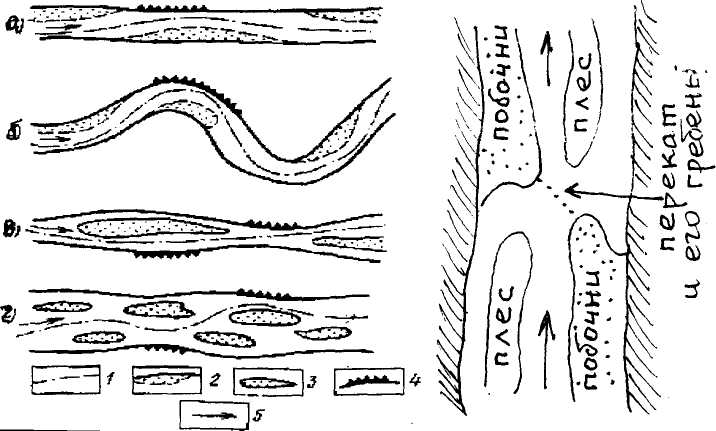 а)
б)
в)
г)
1
2
3
4
5
побочни
плес
перекат
и его гребень
плес
побочни